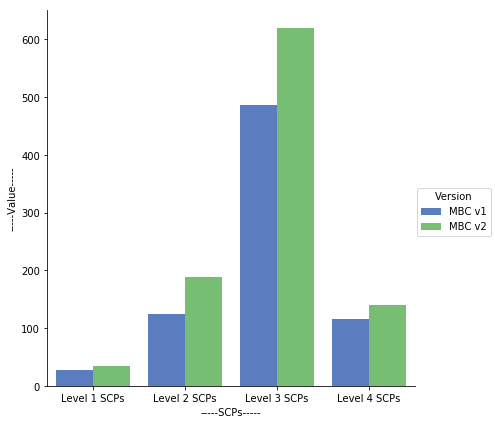 600
500
400
300
200
100
0
-----Value-----
Level 1 SCPs
Level 2 SCPs
Level 3 SCPs
Level 4 SCPs
-----SCPs-----
Version
MBC v1
MBC v2